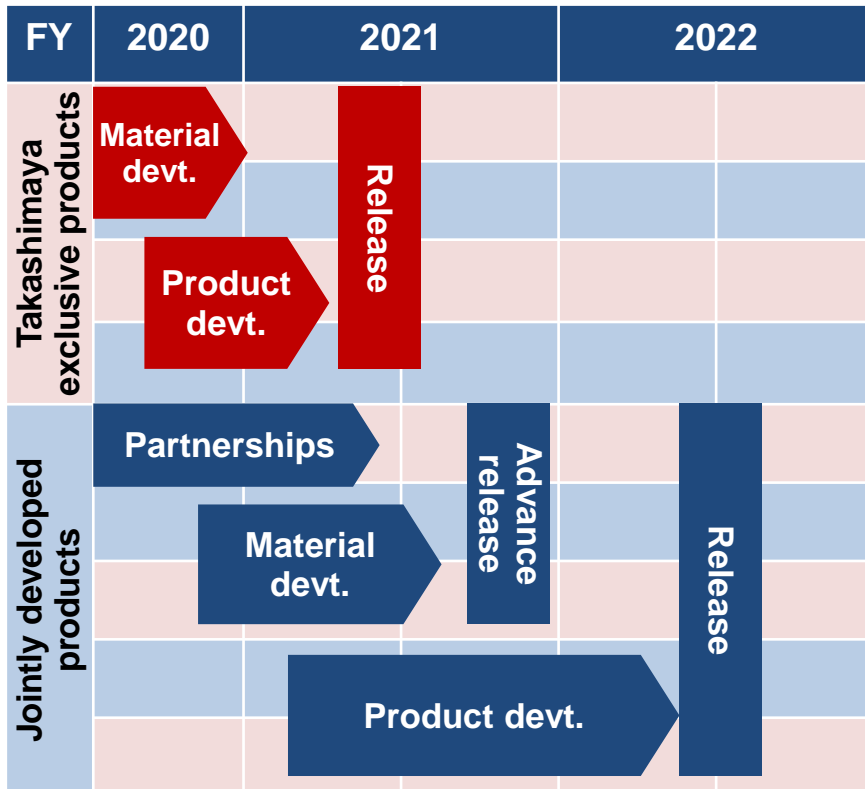 FY 2020 2021 2022
Takashimaya
exclusive products
Material
devt.
Product
devt.
Release
Jointly developed
products
Partnerships
Material
devt.
Product devt.
Advance
release
Release